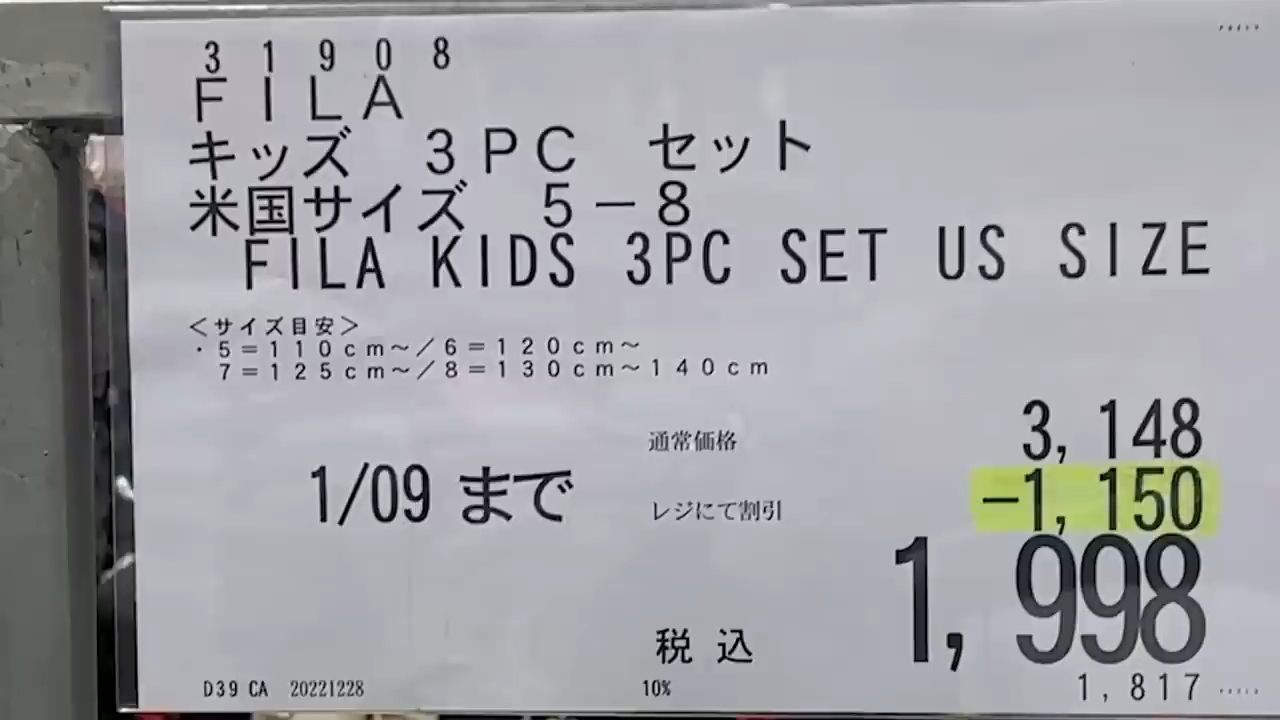 31908
FILA
キッズ 3PC セット
米国サイズ 5-8
FILA KIDS 3PC SET US SIZE
<サイズ目安>
・5=110cm~/6=120cm~
7=125cm~/8=130cm~140cm
通常価格 3,148
1/09 まで レジにて割引 -1,150
税込 1,998
D39 CA 20221228 10% 1,817